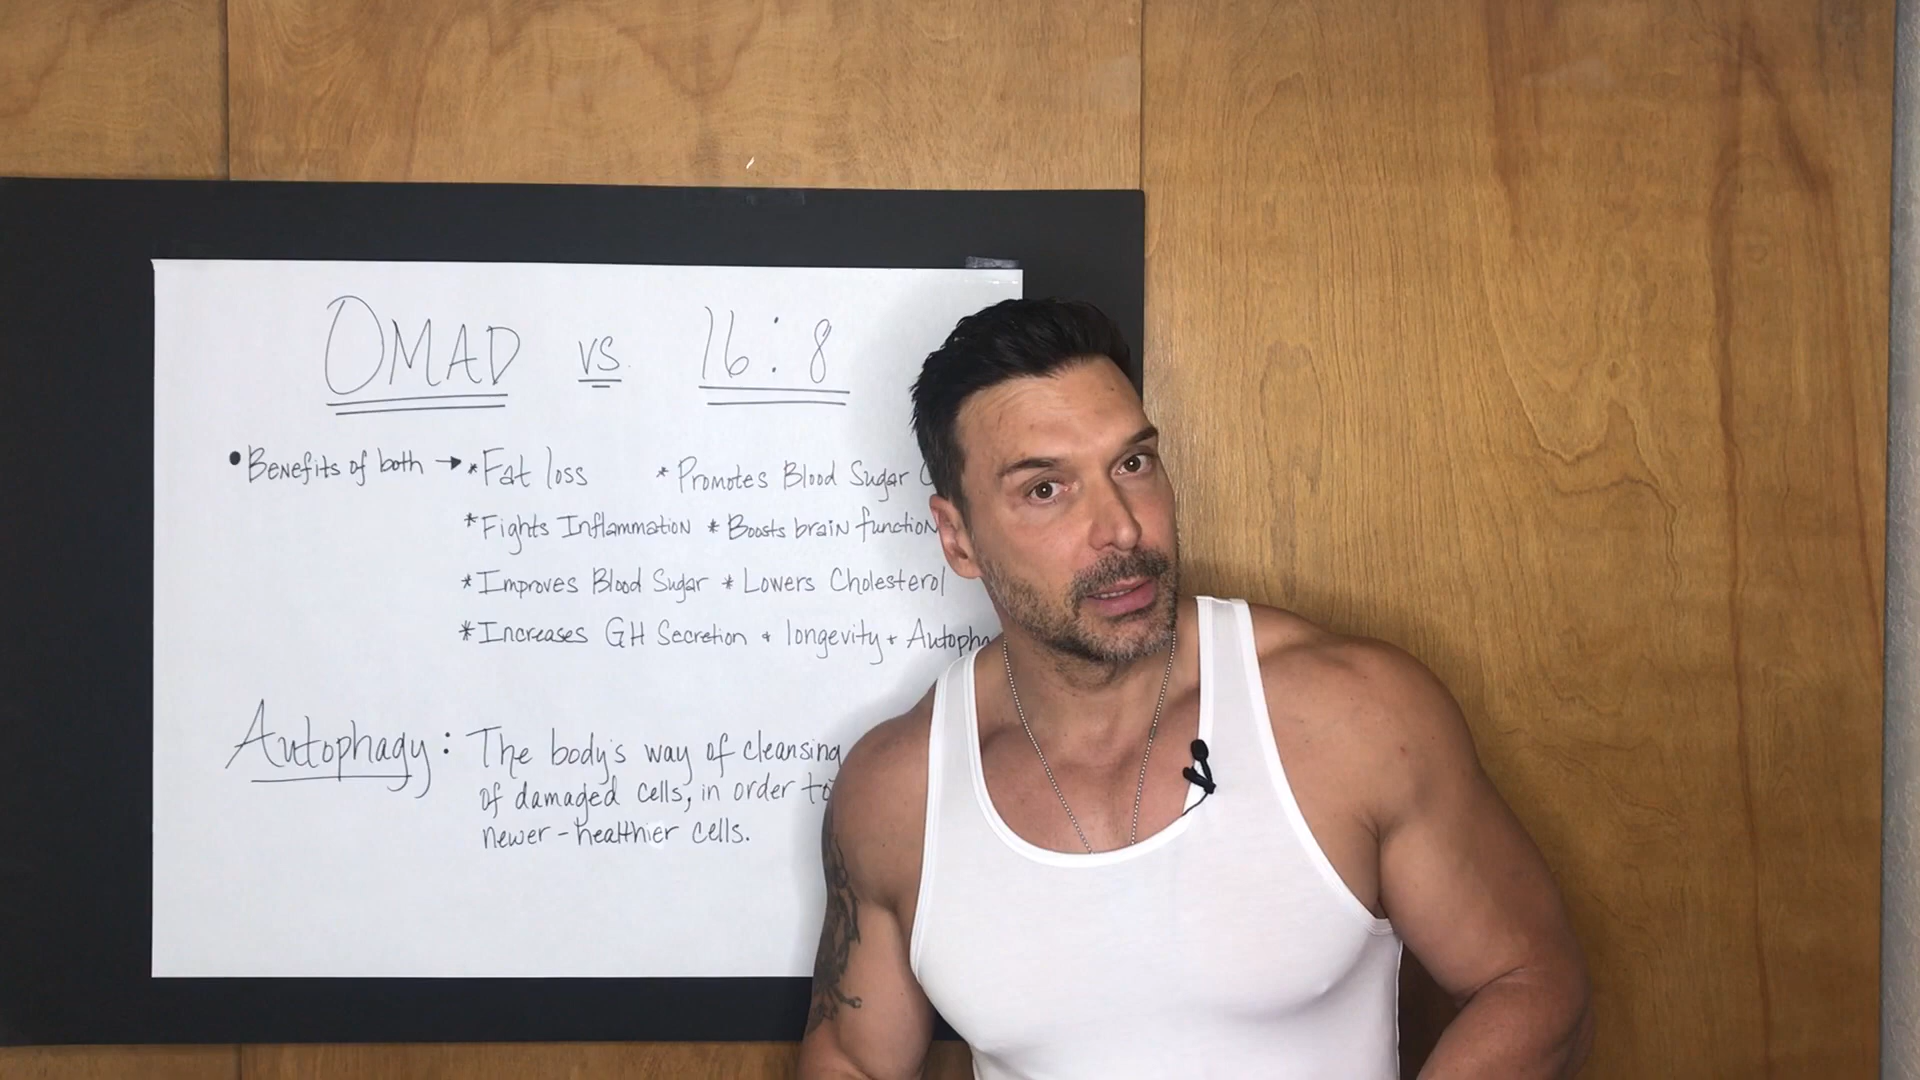 OMAD vs. 16:8
• Benefits of both → * Fat loss * Promotes Blood Sugar
* Fights Inflammation * Boosts brain function
* Improves Blood Sugar * Lowers Cholesterol
* Increases GH Secretion + longevity +
Autophagy: The body's way of cleansing
of damaged cells, in order to
newer-healthier cells.